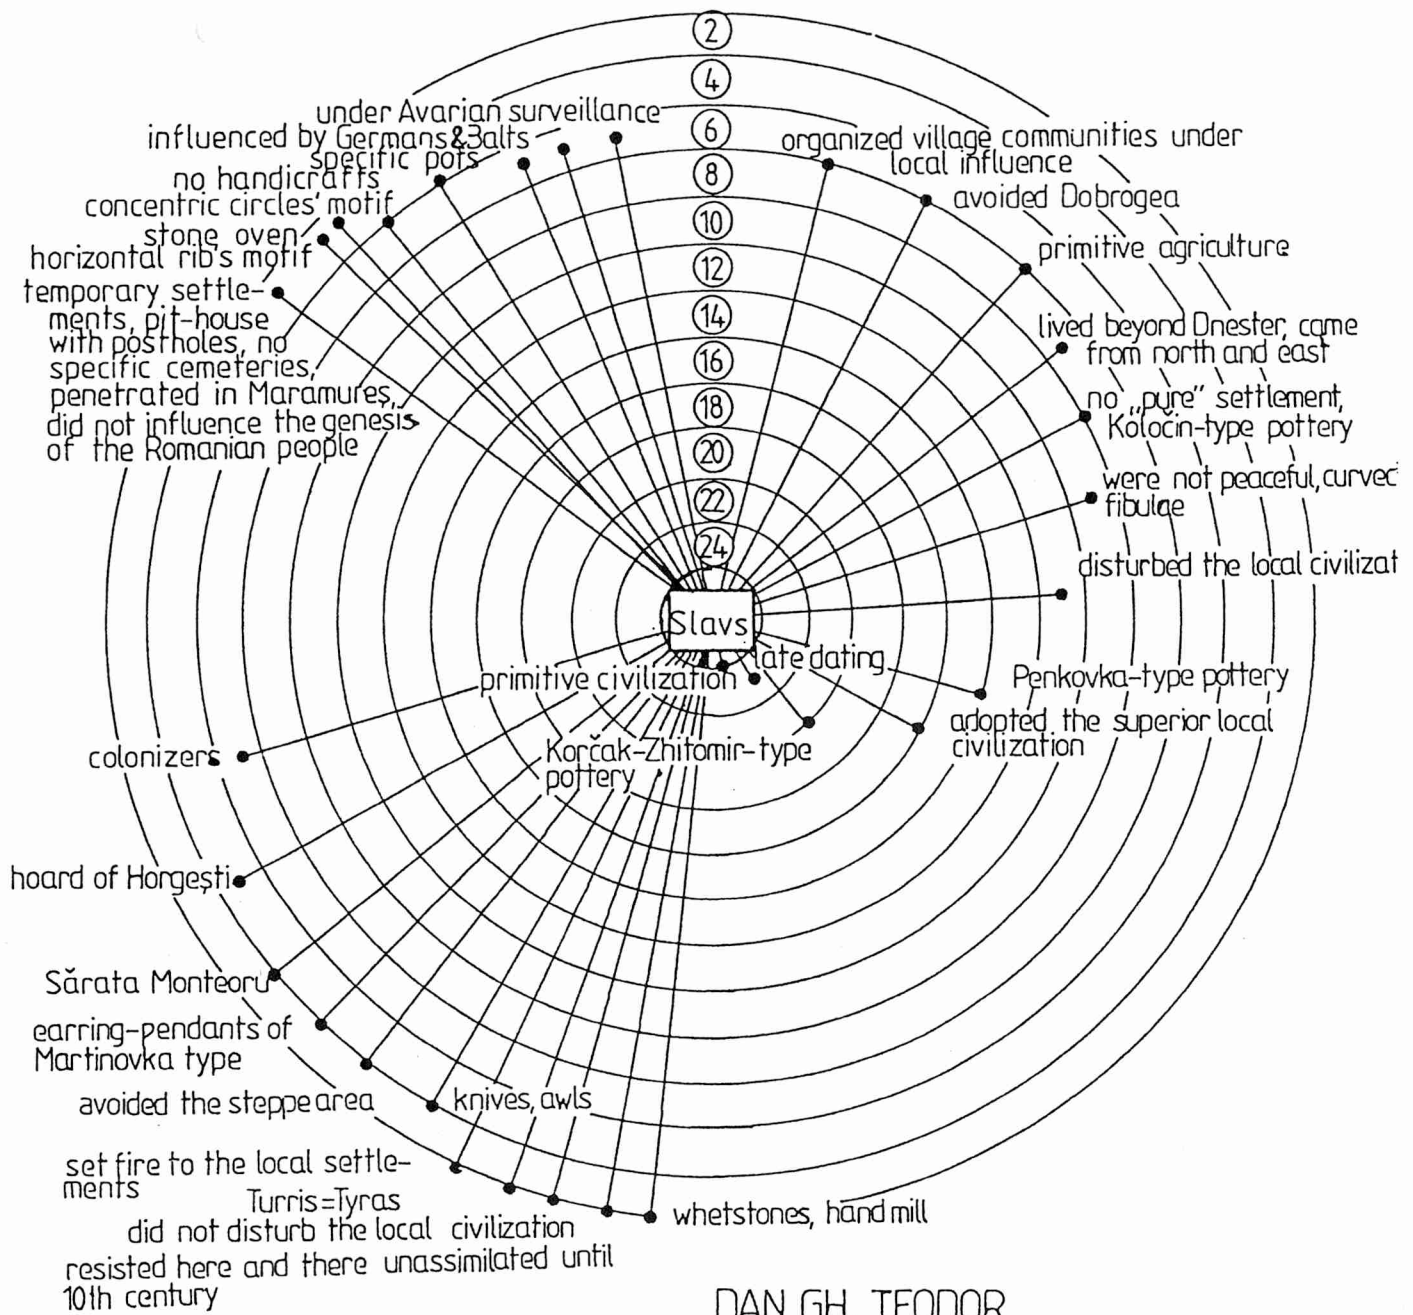 2
4
6
8
10
12
14
16
18
20
22
24
under Avarian surveillance
influenced by Germans&Balts
specific pots
no handicrafts
concentric circles' motif
stone oven
horizontal rib's motif
temporary settle-
ments, pit-house
with postholes, no
specific cemeteries,
penetrated in Maramureş,
did not influence the genesis
of the Romanian people
organized village communities under
local influence
avoided Dobrogea
primitive agriculture
lived beyond Dnester, came
from north and east
no „pure” settlement,
Koločin-type pottery
were not peaceful, curved
fibulae
disturbed the local civilizat
Slavs
late dating
primitive civilization
Penkovka-type pottery
adopted the superior local
civilization
Korčak-Zhitomir-type
pottery
colonizers
hoard of Horgeşti
Sărata Monteoru
earring-pendants of
Martinovka type
avoided the steppe area
knives, awls
set fire to the local settle-
ments
Turris=Tyras
did not disturb the local civilization
whetstones, hand mill
resisted here and there unassimilated until
10th century
DAN GH. TEODOR